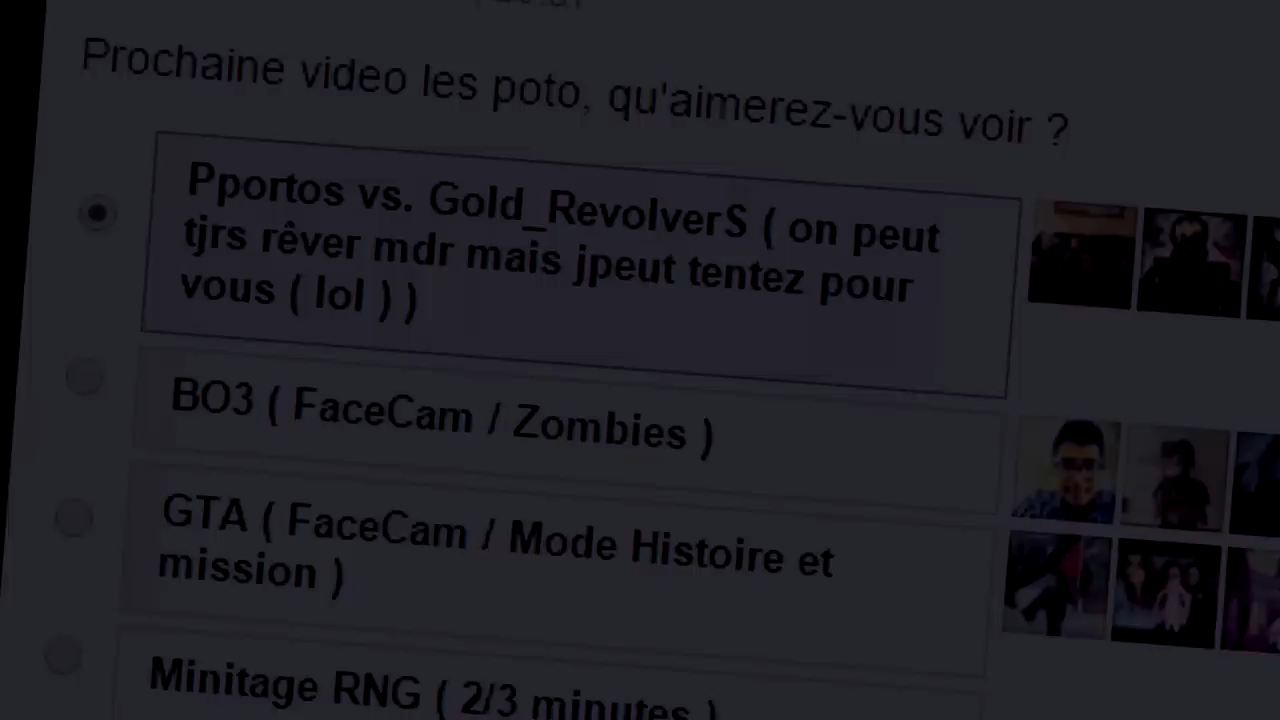 Prochaine video les poto, qu'aimerez-vous voir ?
Pportos vs. Gold_RevolverS ( on peut
tjrs rêver mdr mais jpeut tentez pour
vous ( lol ) )
BO3 ( FaceCam / Zombies )
GTA ( FaceCam / Mode Histoire et
mission )
Minitage RNG ( 2/3 minutes )